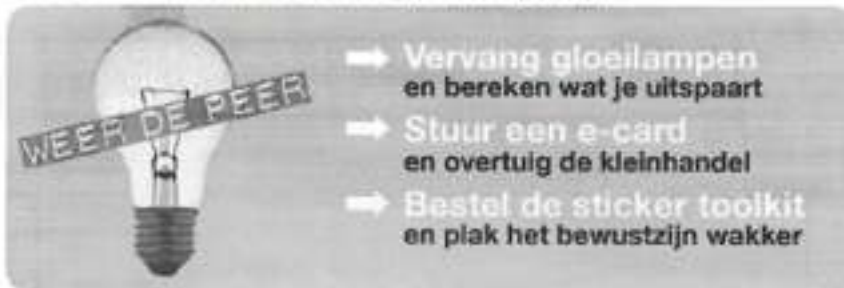 WEER DE PEER
Vervang gloeilampen
en bereken wat je uitspaart
Stuur een e-card
en overtuig de kleinhandel
Bestel de sticker toolkit
en plak het bewustzijn wakker